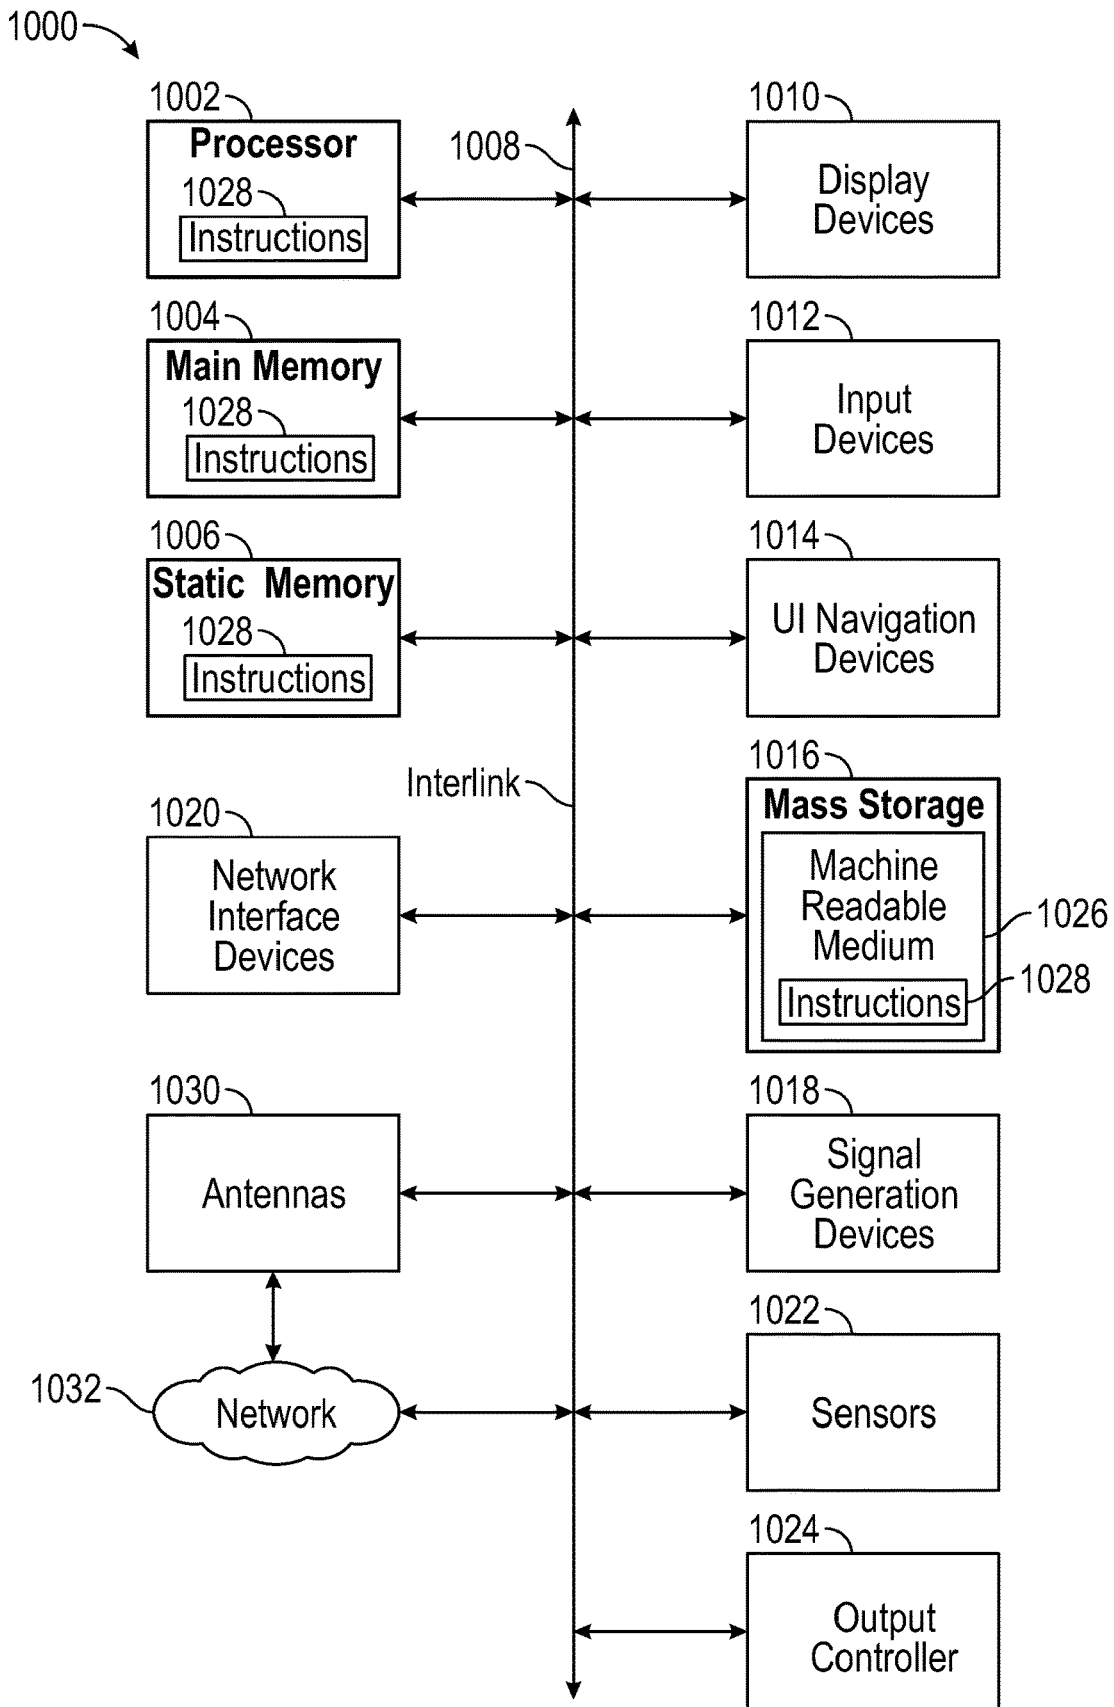 1000
1002
Processor
1028
Instructions
1004
Main Memory
1028
Instructions
1006
Static Memory
1028
Instructions
1020
Network
Interface
Devices
1030
Antennas
1032
Network
1008
Interlink
1010
Display
Devices
1012
Input
Devices
1014
UI Navigation
Devices
1016
Mass Storage
Machine
Readable
Medium
1026
Instructions
1028
1018
Signal
Generation
Devices
1022
Sensors
1024
Output
Controller